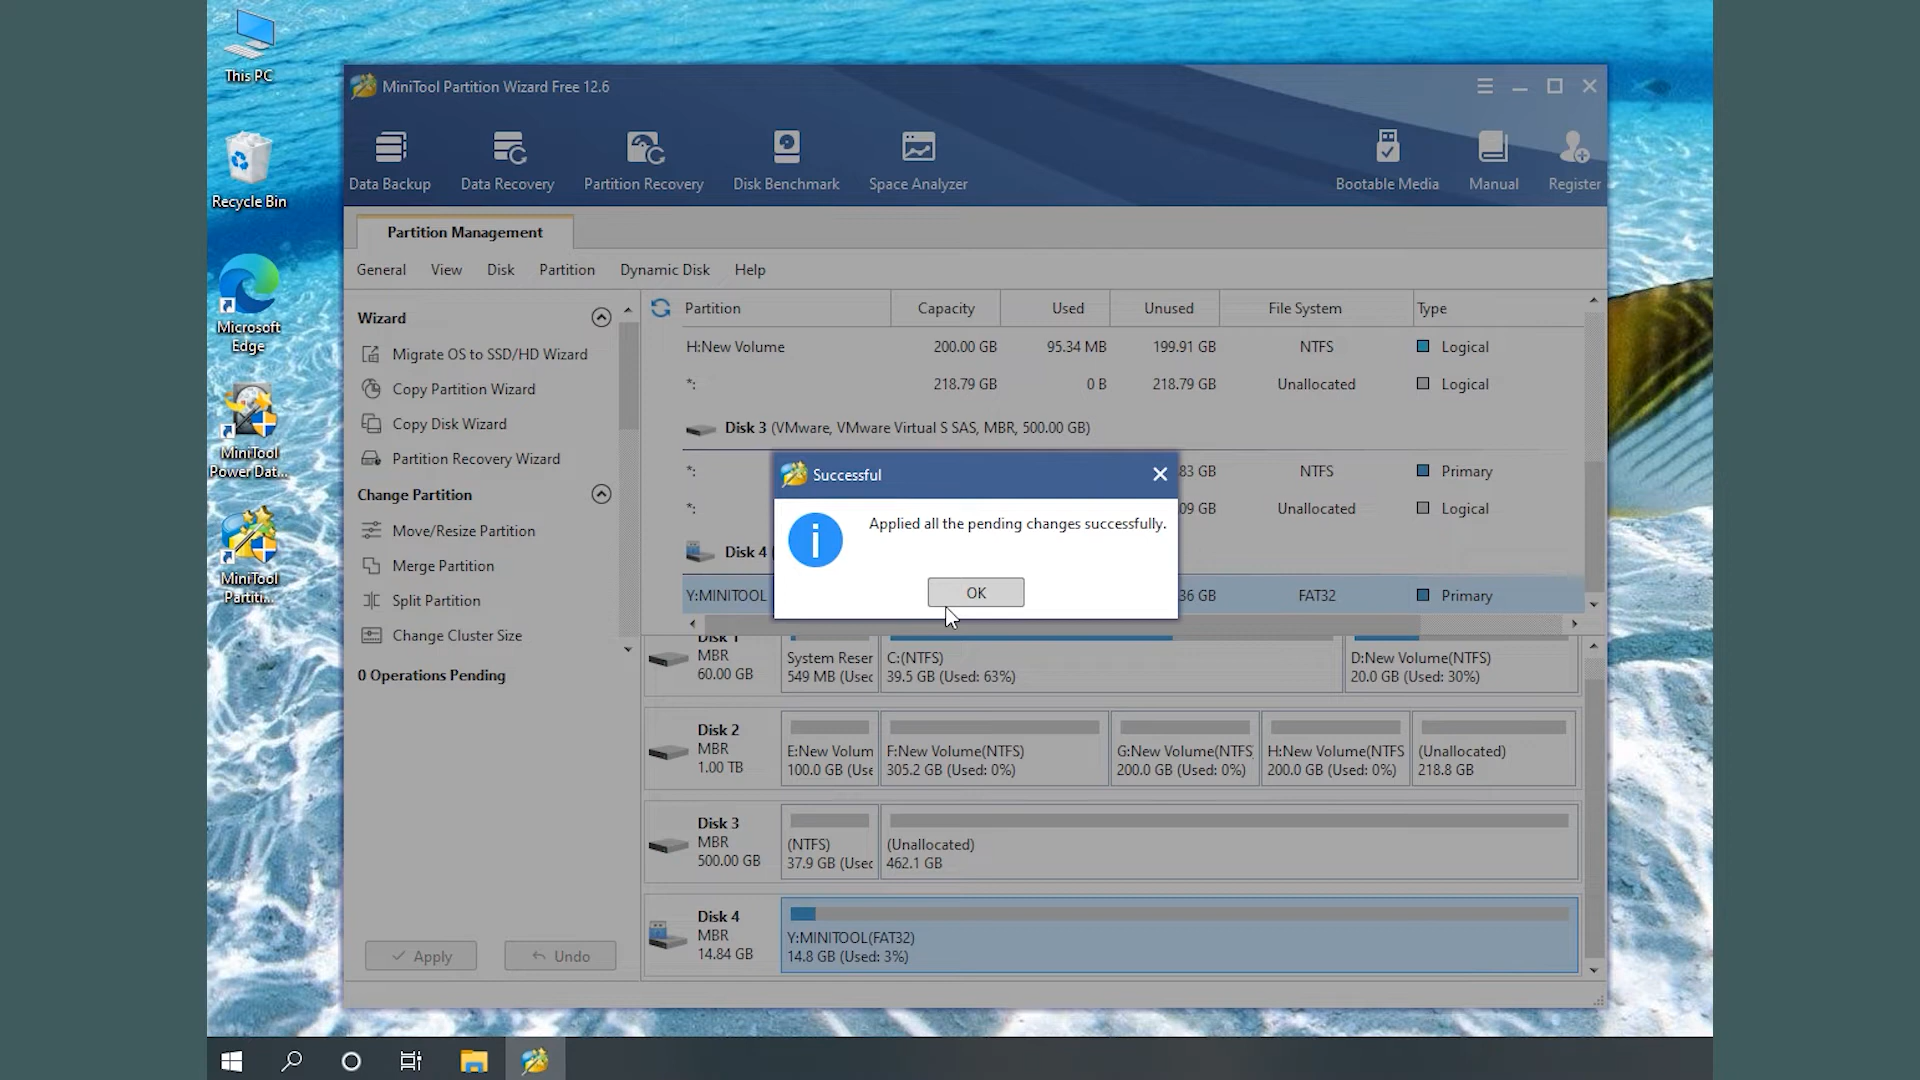 This PC
Recycle Bin
Microsoft
Edge
MiniTool
Power Dat...
MiniTool
Partiti...
MiniTool Partition Wizard Free 12.6
Data Backup
Data Recovery
Partition Recovery
Disk Benchmark
Space Analyzer
Bootable Media
Manual
Register
Partition Management
General View Disk Partition Dynamic Disk Help
Wizard
Migrate OS to SSD/HD Wizard
Copy Partition Wizard
Copy Disk Wizard
Partition Recovery Wizard
Change Partition
Move/Resize Partition
Merge Partition
Split Partition
Change Cluster Size
0 Operations Pending
Apply
Undo
Partition Capacity Used Unused File System Type
H:New Volume 200.00 GB 95.34 MB 199.91 GB NTFS Logical
*: 218.79 GB 0 B 218.79 GB Unallocated Logical
Disk 3 (VMware, VMware Virtual S SAS, MBR, 500.00 GB)
*: 83 GB NTFS Primary
*: 09 GB Unallocated Logical
Disk 4
Y:MINITOOL 36 GB FAT32 Primary
Successful
Applied all the pending changes successfully.
OK
Disk 1
MBR
60.00 GB
System Reser
549 MB (Used
C:(NTFS)
39.5 GB (Used: 63%)
D:New Volume(NTFS)
20.0 GB (Used: 30%)
Disk 2
MBR
1.00 TB
E:New Volum
100.0 GB (Use
F:New Volume(NTFS)
305.2 GB (Used: 0%)
G:New Volume(NTFS
200.0 GB (Used: 0%)
H:New Volume(NTFS
200.0 GB (Used: 0%)
(Unallocated)
218.8 GB
Disk 3
MBR
500.00 GB
(NTFS)
37.9 GB (Used
(Unallocated)
462.1 GB
Disk 4
MBR
14.84 GB
Y:MINITOOL(FAT32)
14.8 GB (Used: 3%)